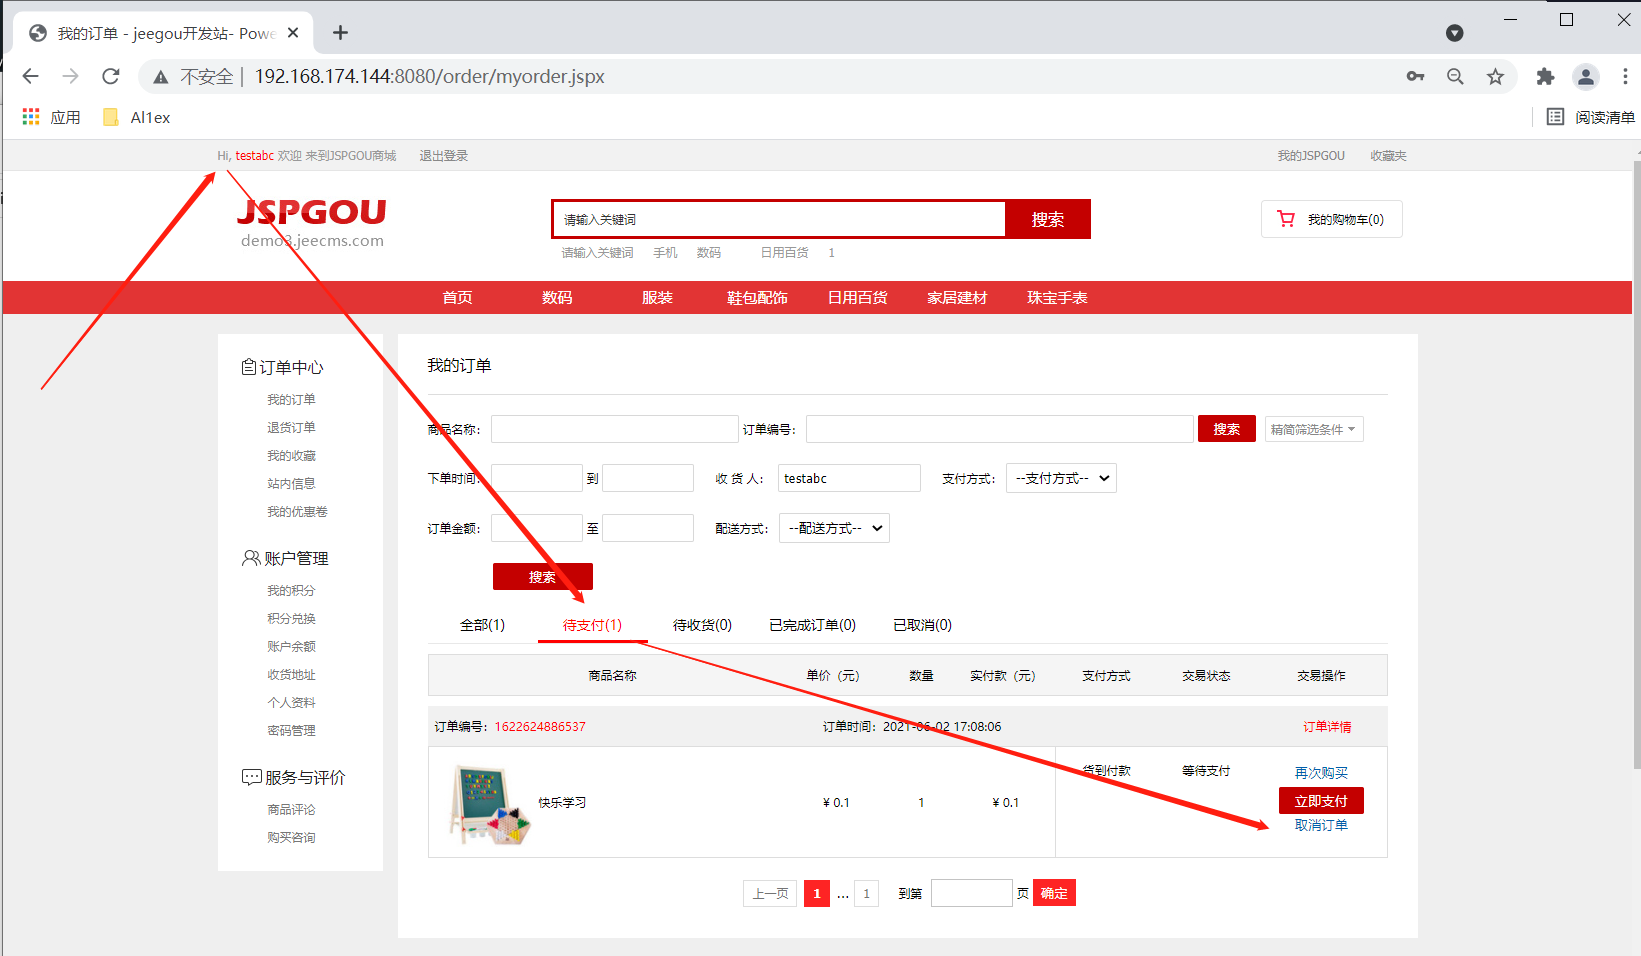 我的订单 - jeegou开发站- Powe
不安全 | 192.168.174.144:8080/order/myorder.jspx
应用 Al1ex 阅读清单
Hi, testabc 欢迎 来到JSPGOU商城 退出登录 我的JSPGOU 收藏夹
JSPGOU
demo3.jeecms.com
请输入关键词 搜索 我的购物车(0)
请输入关键词 手机 数码 日用百货 1
首页 数码 服装 鞋包配饰 日用百货 家居建材 珠宝手表
订单中心
我的订单
退货订单
我的收藏
站内信息
我的优惠卷
账户管理
我的积分
积分兑换
账户余额
收货地址
个人资料
密码管理
服务与评价
商品评论
购买咨询
我的订单
商品名称: 订单编号: 搜索 精简筛选条件
下单时间: 到 收 货 人: testabc 支付方式: --支付方式--
订单金额: 至 配送方式: --配送方式--
搜索
全部(1) 待支付(1) 待收货(0) 已完成订单(0) 已取消(0)
商品名称 单价（元） 数量 实付款（元） 支付方式 交易状态 交易操作
订单编号: 1622624886537 订单时间: 2021-06-02 17:08:06 订单详情
快乐学习 ¥ 0.1 1 ¥ 0.1 货到付款 等待支付 再次购买
立即支付
取消订单
上一页 1 ... 1 到第 页 确定